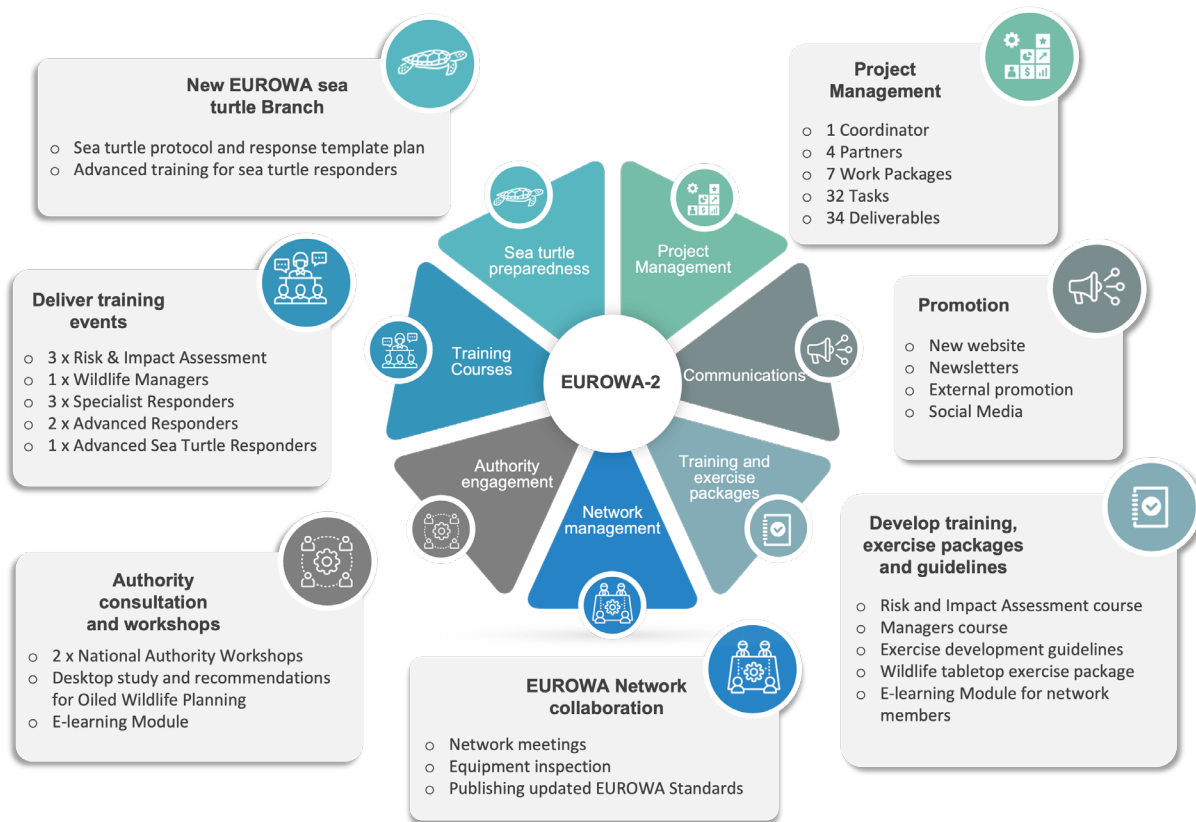 New EUROWA sea
turtle Branch
○ Sea turtle protocol and response template plan
○ Advanced training for sea turtle responders
Project
Management
○ 1 Coordinator
○ 4 Partners
○ 7 Work Packages
○ 32 Tasks
○ 34 Deliverables
Deliver training
events
○ 3 x Risk & Impact Assessment
○ 1 x Wildlife Managers
○ 3 x Specialist Responders
○ 2 x Advanced Responders
○ 1 x Advanced Sea Turtle Responders
Sea turtle
preparedness
Project
Management
Training
Courses
EUROWA-2
Communications
Authority
engagement
Network
management
Training and
exercise
packages
Promotion
○ New website
○ Newsletters
○ External promotion
○ Social Media
Authority
consultation
and workshops
○ 2 x National Authority Workshops
○ Desktop study and recommendations
for Oiled Wildlife Planning
○ E-learning Module
EUROWA Network
collaboration
○ Network meetings
○ Equipment inspection
○ Publishing updated EUROWA Standards
Develop training,
exercise packages
and guidelines
○ Risk and Impact Assessment course
○ Managers course
○ Exercise development guidelines
○ Wildlife tabletop exercise package
○ E-learning Module for network
members